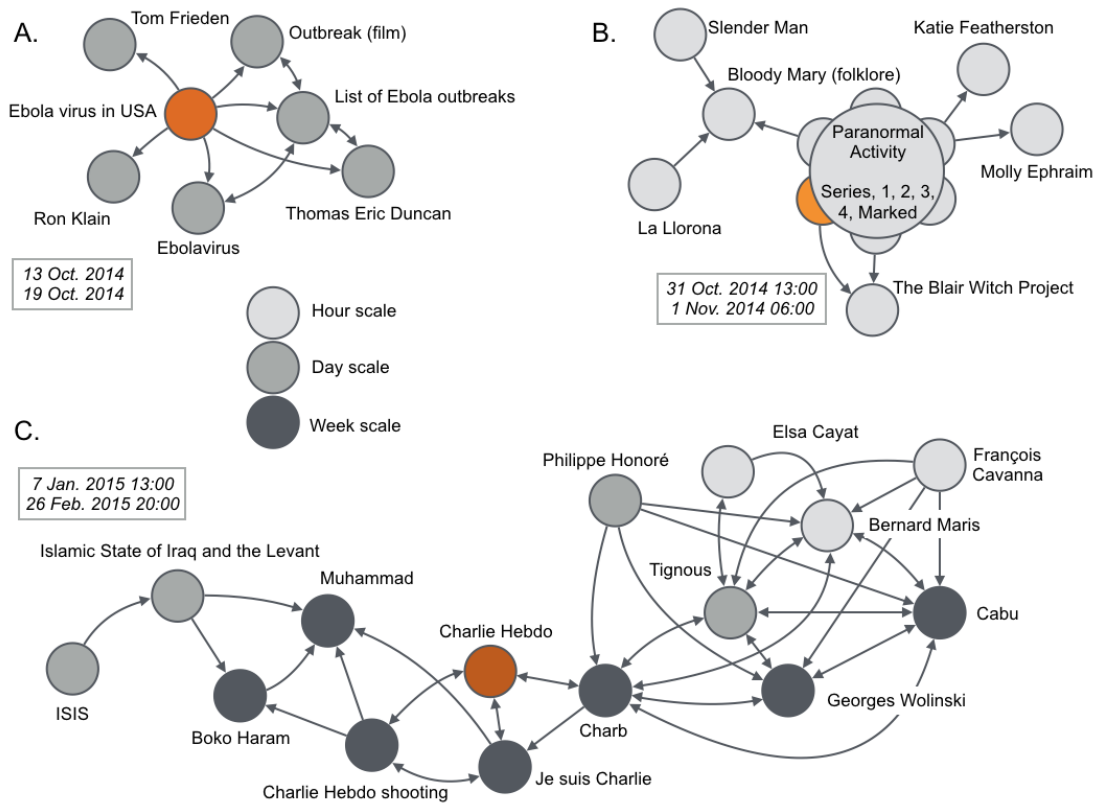 A.
Tom Frieden
Outbreak (film)
Ebola virus in USA
List of Ebola outbreaks
Ron Klain
Ebolavirus
Thomas Eric Duncan
13 Oct. 2014
19 Oct. 2014
B.
Slender Man
Katie Featherston
Bloody Mary (folklore)
Paranormal
Activity
Series, 1, 2, 3,
4, Marked
Molly Ephraim
La Llorona
The Blair Witch Project
31 Oct. 2014 13:00
1 Nov. 2014 06:00
Hour scale
Day scale
Week scale
C.
7 Jan. 2015 13:00
26 Feb. 2015 20:00
Elsa Cayat
François
Cavanna
Philippe Honoré
Bernard Maris
Islamic State of Iraq and the Levant
Muhammad
Tignous
Charlie Hebdo
Cabu
ISIS
Boko Haram
Charb
Georges Wolinski
Charlie Hebdo shooting
Je suis Charlie